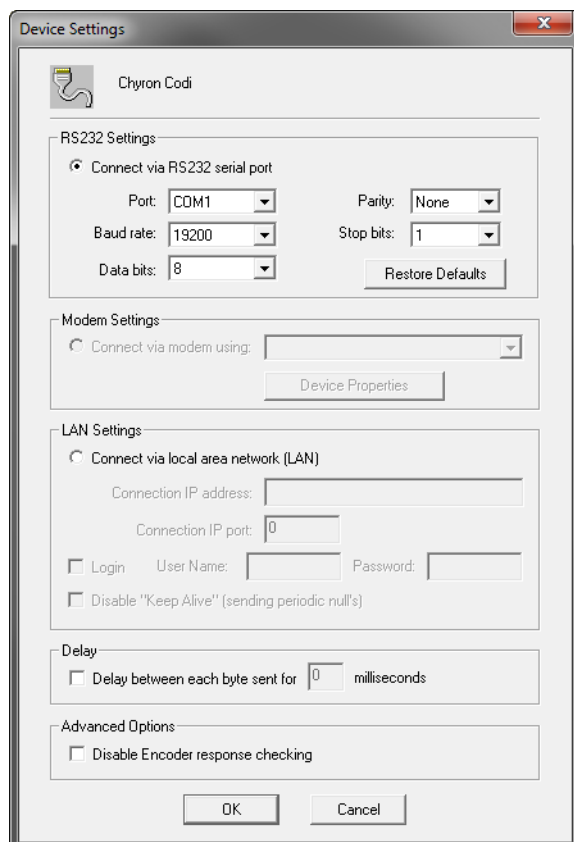 Device Settings
Chyron Codi
RS232 Settings
Connect via RS232 serial port
Port: COM1 Parity: None
Baud rate: 19200 Stop bits: 1
Data bits: 8 Restore Defaults
Modem Settings
Connect via modem using:
Device Properties
LAN Settings
Connect via local area network (LAN)
Connection IP address:
Connection IP port: 0
Login User Name: Password:
Disable "Keep Alive" (sending periodic null's)
Delay
Delay between each byte sent for 0 milliseconds
Advanced Options
Disable Encoder response checking
OK Cancel